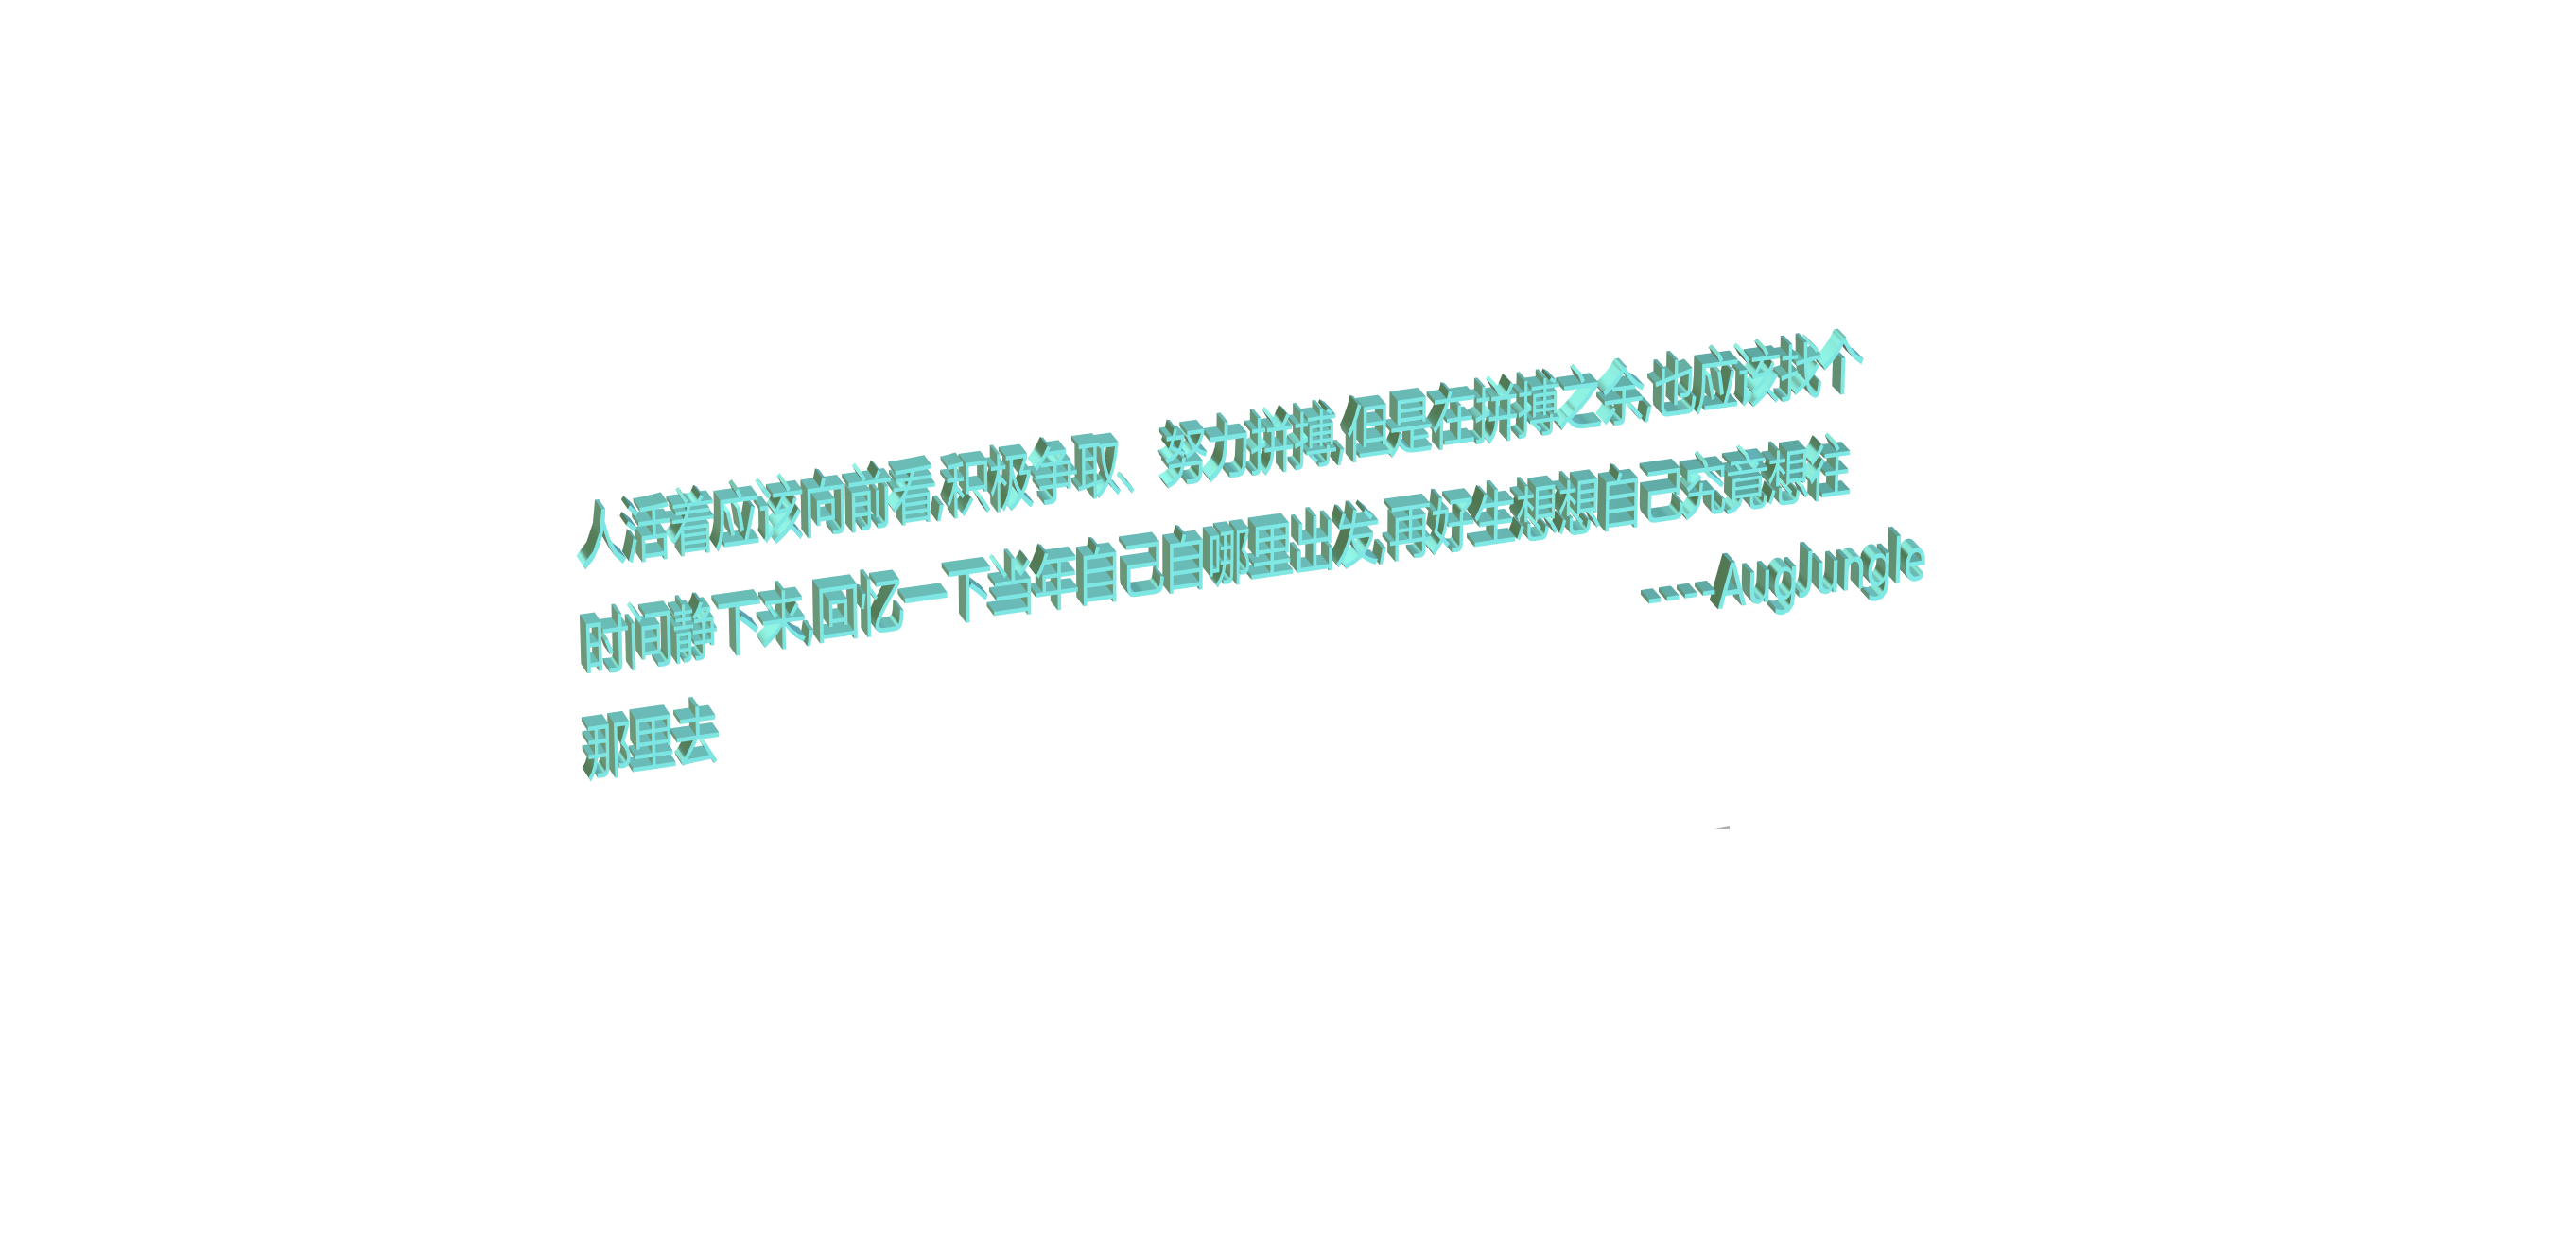 人活着应该向前看,积极争取、努力拼搏,但是在拼搏之余,也应该找个
时间静下来,回忆一下当年自己自哪里出发,再好生想想自己究竟想往
那里去
----AugJungle